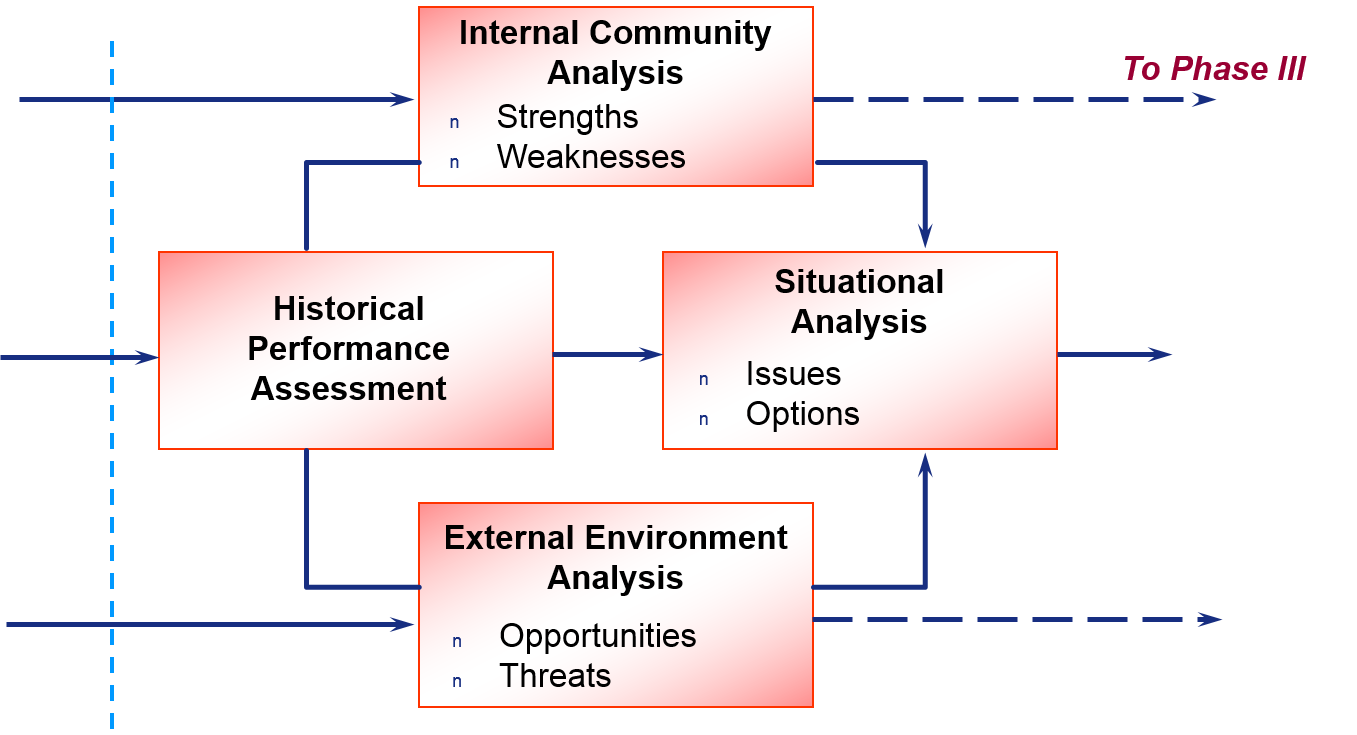 Internal Community
Analysis
n Strengths
n Weaknesses
To Phase III
Historical
Performance
Assessment
Situational
Analysis
n Issues
n Options
External Environment
Analysis
n Opportunities
n Threats